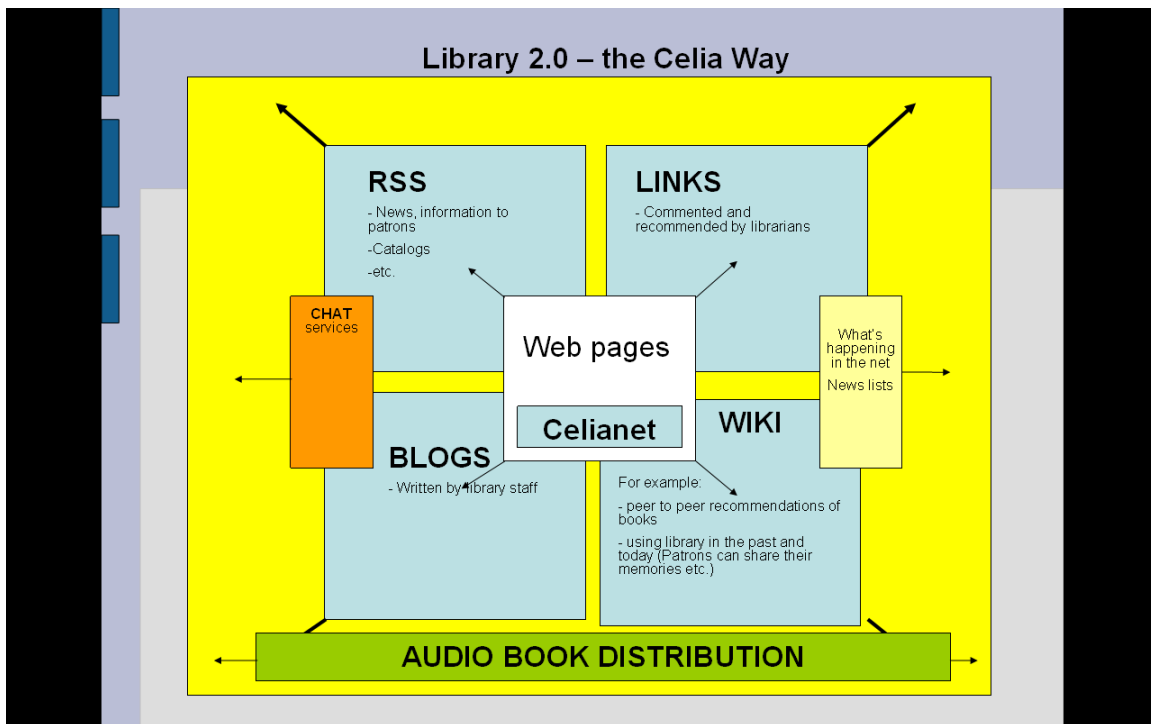 Library 2.0 – the Celia Way
RSS
- News, information to
patrons
-Catalogs
-etc.
LINKS
- Commented and
recommended by librarians
CHAT
services
Web pages
Celianet
What's
happening
in the net
News lists
BLOGS
- Written by library staff
WIKI
For example:
- peer to peer recommendations of
books
- using library in the past and
today (Patrons can share their
memories etc.)
AUDIO BOOK DISTRIBUTION